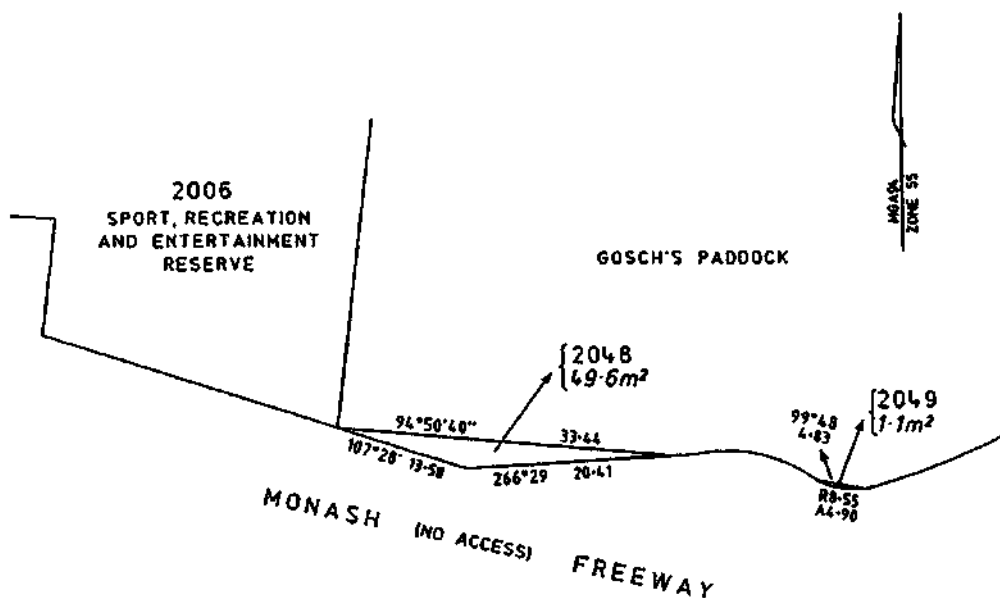 2006
SPORT, RECREATION
AND ENTERTAINMENT
RESERVE
MGA94
ZONE 55
GOSCH'S PADDOCK
2048
49·6m²
2049
1·1m²
99°48
4·83
94°50'40"
33·44
107°28' 13·58
266°29
20·41
R8·55
A4·90
MONASH (NO ACCESS) FREEWAY